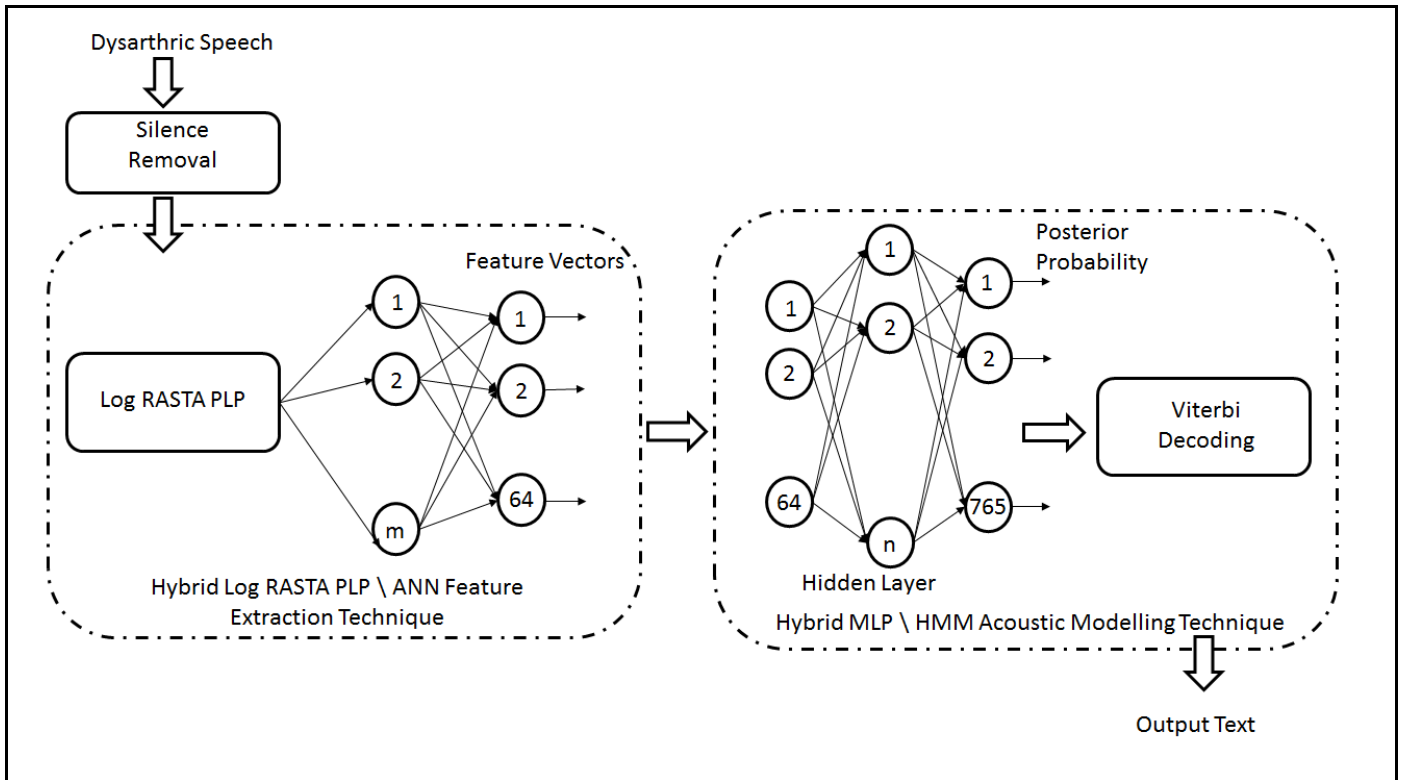 Dysarthric Speech
Silence
Removal
Feature Vectors
Log RASTA PLP
1
2
m
1
2
64
Hybrid Log RASTA PLP \ ANN Feature
Extraction Technique
1
2
64
1
2
n
Hidden Layer
Posterior
Probability
1
2
765
Viterbi
Decoding
Hybrid MLP \ HMM Acoustic Modelling Technique
Output Text